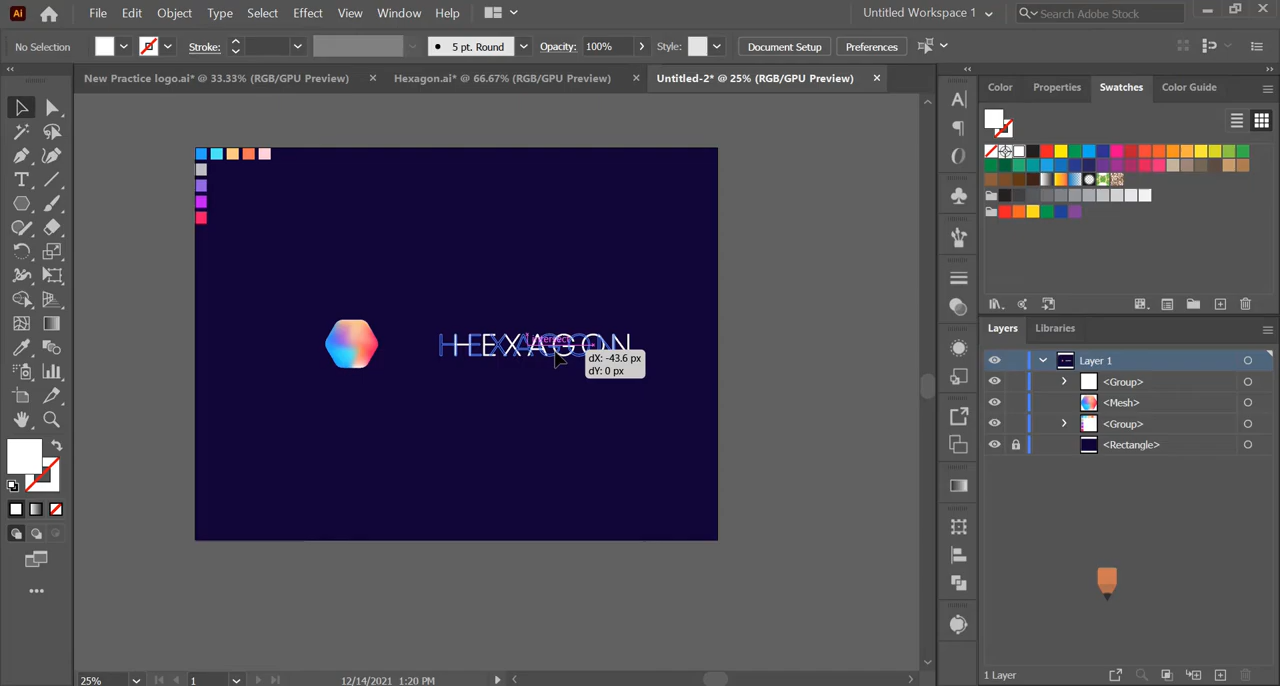 Ai File Edit Object Type Select Effect View Window Help Untitled Workspace 1 Search Adobe Stock
No Selection Stroke: 5 pt. Round Opacity: 100% Style: Document Setup Preferences
New Practice logo.ai* @ 33.33% (RGB/GPU Preview) Hexagon.ai* @ 66.67% (RGB/GPU Preview) Untitled-2* @ 25% (RGB/GPU Preview)
Color Properties Swatches Color Guide
HEXAGON
intersect
dX: -43.6 px
dY: 0 px
Layers Libraries
Layer 1
<Group>
<Mesh>
<Group>
<Rectangle>
25% 1 12/14/2021 1:20 PM 1 Layer